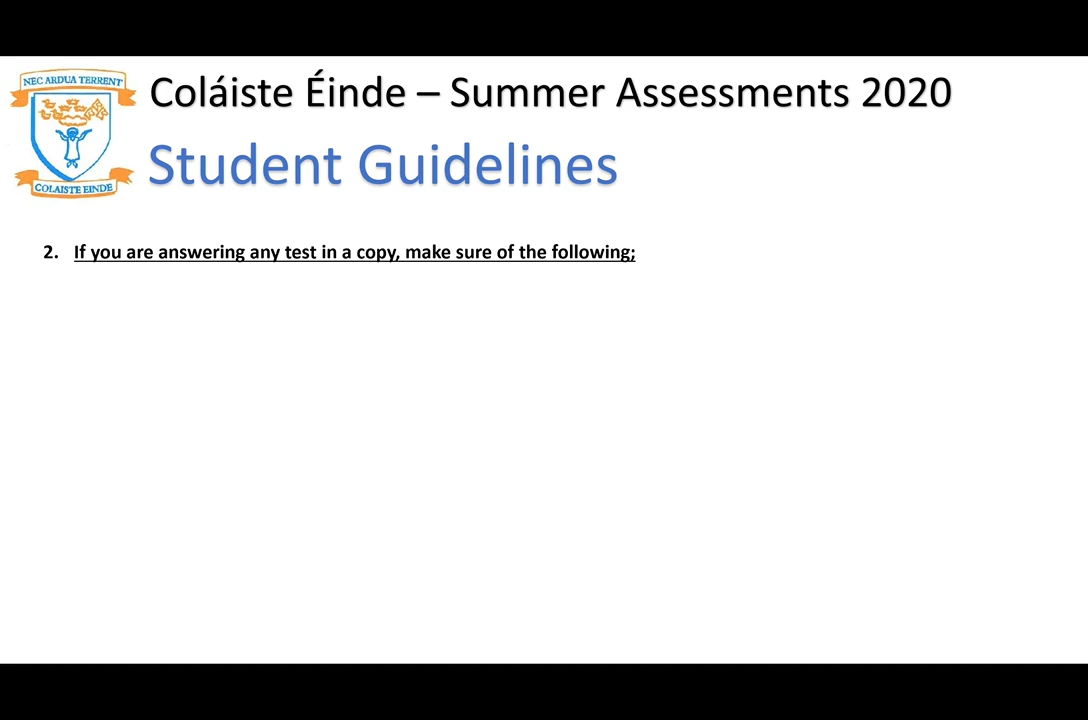 NEC ARDUA TERRENT
COLAISTE EINDE
Coláiste Éinde – Summer Assessments 2020
Student Guidelines
2. If you are answering any test in a copy, make sure of the following;